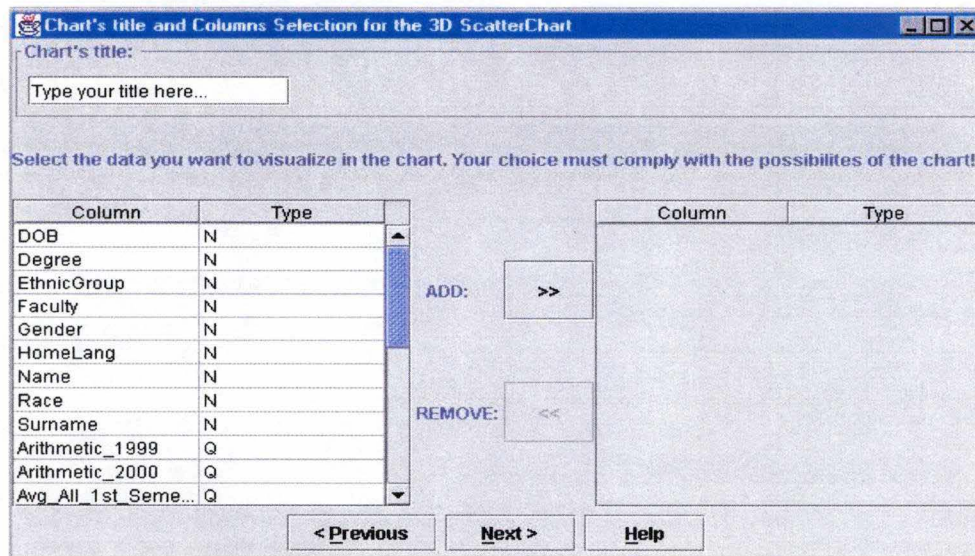 Chart's title and Columns Selection for the 3D ScatterChart
Chart's title:
Type your title here...
Select the data you want to visualize in the chart. Your choice must comply with the possibilites of the chart!
Column Type
DOB N
Degree N
EthnicGroup N
Faculty N
Gender N
HomeLang N
Name N
Race N
Surname N
Arithmetic_1999 Q
Arithmetic_2000 Q
Avg_All_1st_Seme... Q
ADD: >>
REMOVE: <<
Column Type
< Previous Next > Help